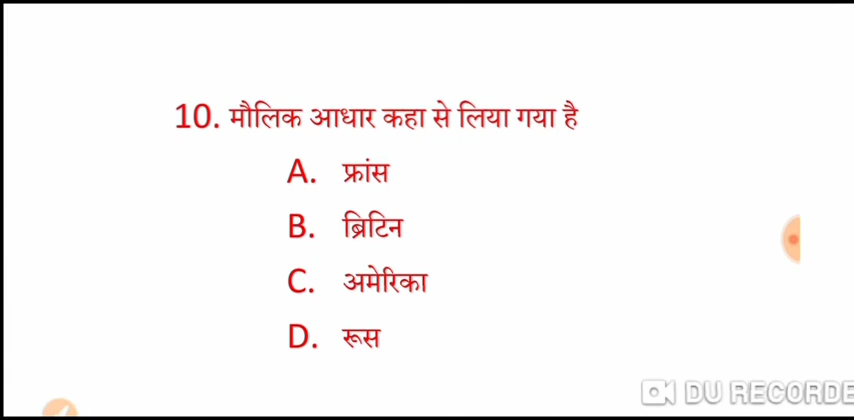 10. मौलिक आधार कहा से लिया गया है
A. फ्रांस
B. ब्रिटिन
C. अमेरिका
D. रूस
DU RECORDE